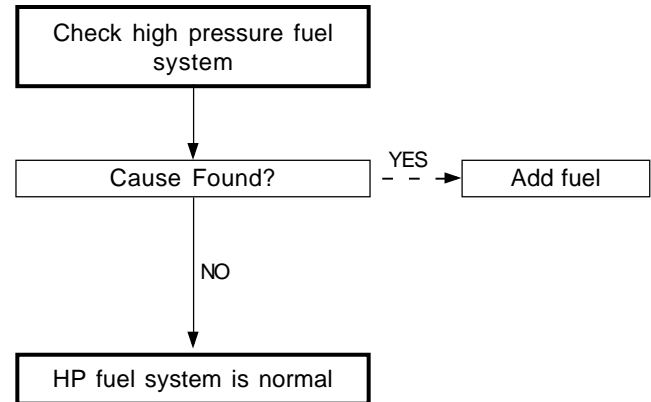 Check high pressure fuel
system
Cause Found?
YES
Add fuel
NO
HP fuel system is normal